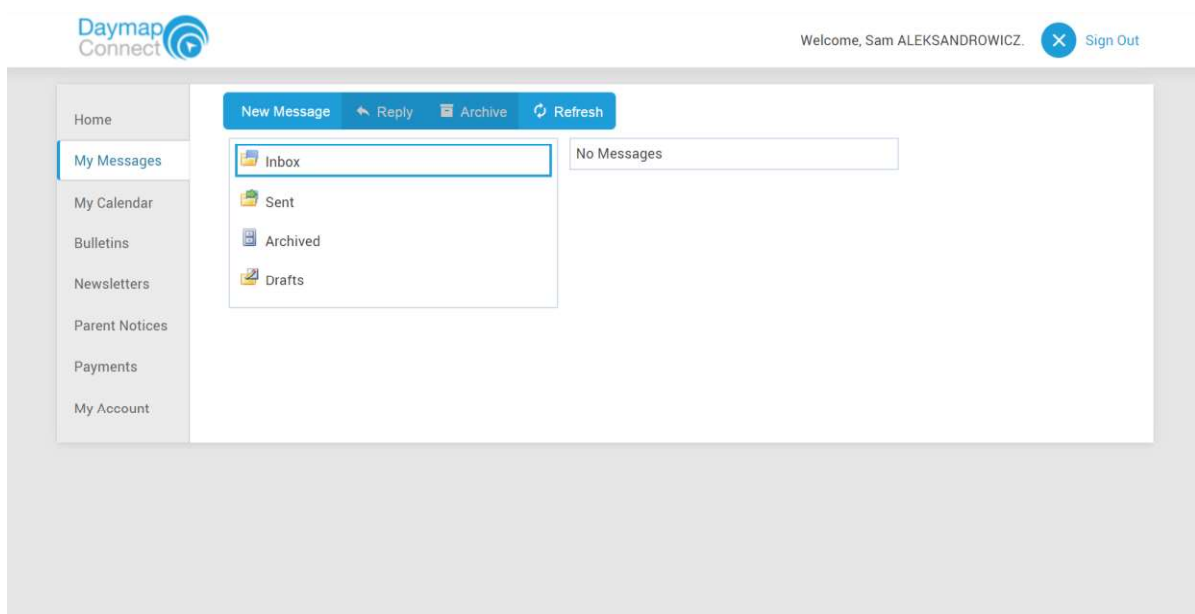 Daymap
Connect
Welcome, Sam ALEKSANDROWICZ.
Sign Out
Home
My Messages
My Calendar
Bulletins
Newsletters
Parent Notices
Payments
My Account
New Message Reply Archive Refresh
Inbox
Sent
Archived
Drafts
No Messages